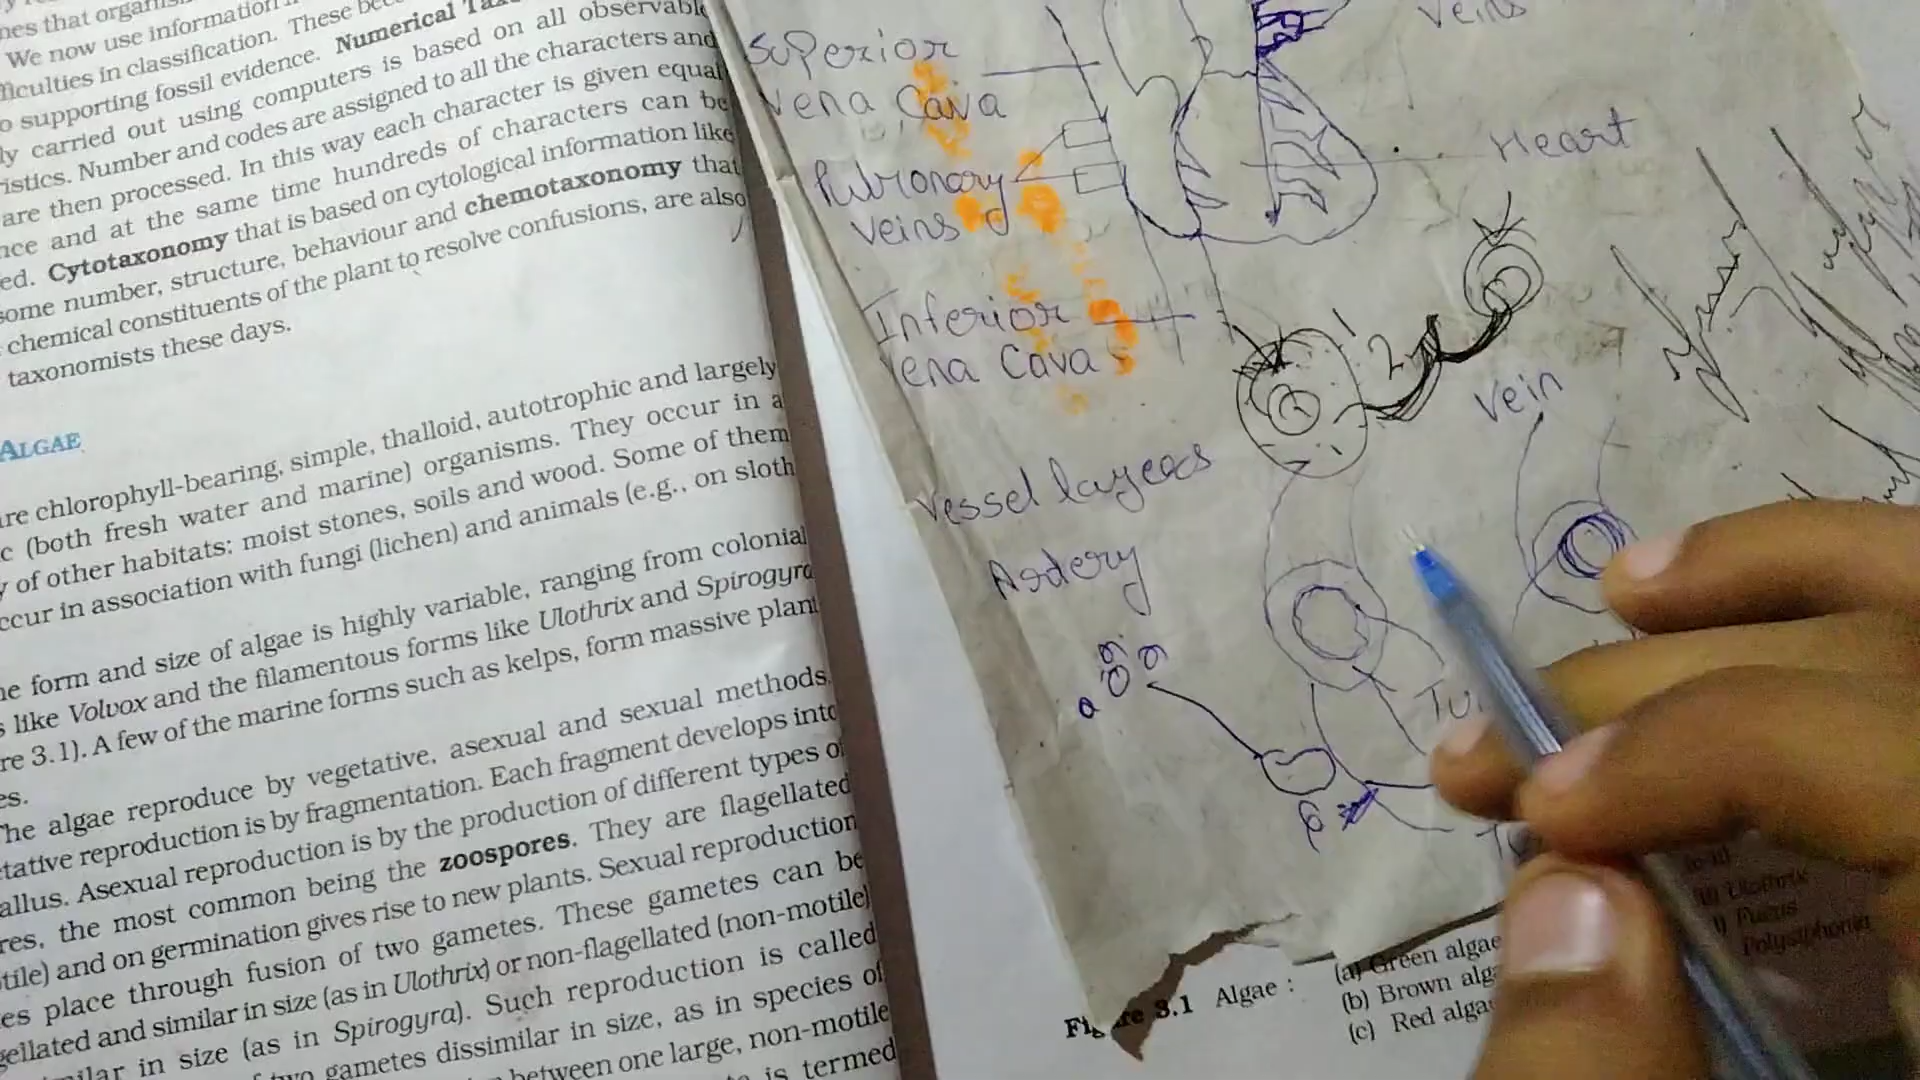 We now use information
fficulties in classification. These
supporting fossil evidence. Numerical
ly carried out using computers is based on all observable
ristics. Number and codes are assigned to all the characters and
are then processed. In this way each character is given equal
nce and at the same time hundreds of characters can be
ed. Cytotaxonomy that is based on cytological information like
some number, structure, behaviour and chemotaxonomy that
chemical constituents of the plant to resolve confusions, are also
taxonomists these days.
ALGAE
are chlorophyll-bearing, simple, thalloid, autotrophic and largely
c (both fresh water and marine) organisms. They occur in a
y of other habitats: moist stones, soils and wood. Some of them
ccur in association with fungi (lichen) and animals (e.g., on sloth
he form and size of algae is highly variable, ranging from colonial
s like Volvox and the filamentous forms like Ulothrix and Spirogyra
re 3.1). A few of the marine forms such as kelps, form massive plant
es.
The algae reproduce by vegetative, asexual and sexual methods.
tative reproduction is by fragmentation. Each fragment develops into
allus. Asexual reproduction is by the production of different types of
res, the most common being the zoospores. They are flagellated
tile) and on germination gives rise to new plants. Sexual reproduction
es place through fusion of two gametes. These gametes can be
gellated and similar in size (as in Ulothrix) or non-flagellated (non-motile)
milar in size (as in Spirogyra). Such reproduction is called
two gametes dissimilar in size, as in species of
between one large, non-motile
is termed
Superior
Vena Cava
Pulmonary
veins
Inferior
Vena Cava
Veins
Heart
Vein
Vessel layers
Artery
Figure 3.1 Algae :
(a) Green algae
(b) Brown alg
(c) Red algae
Ulothrix
Fucus
Polysiphonia